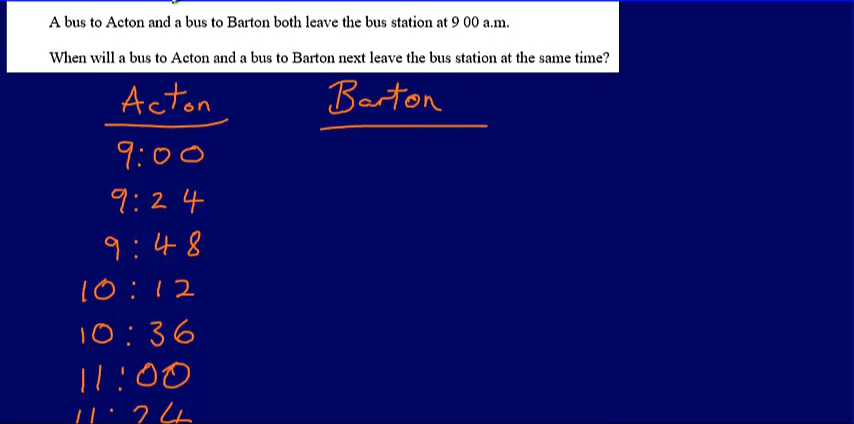 A bus to Acton and a bus to Barton both leave the bus station at 9 00 a.m.
When will a bus to Acton and a bus to Barton next leave the bus station at the same time?
Acton Barton
9:00
9:24
9:48
10:12
10:36
11:00
11:24